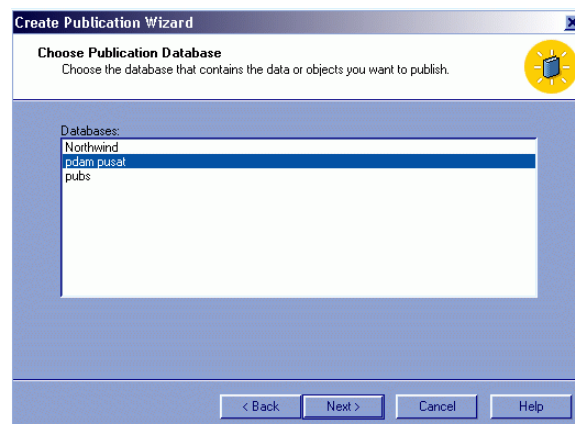 Create Publication Wizard
Choose Publication Database
Choose the database that contains the data or objects you want to publish.
Databases:
Northwind
pdam pusat
pubs
< Back Next > Cancel Help